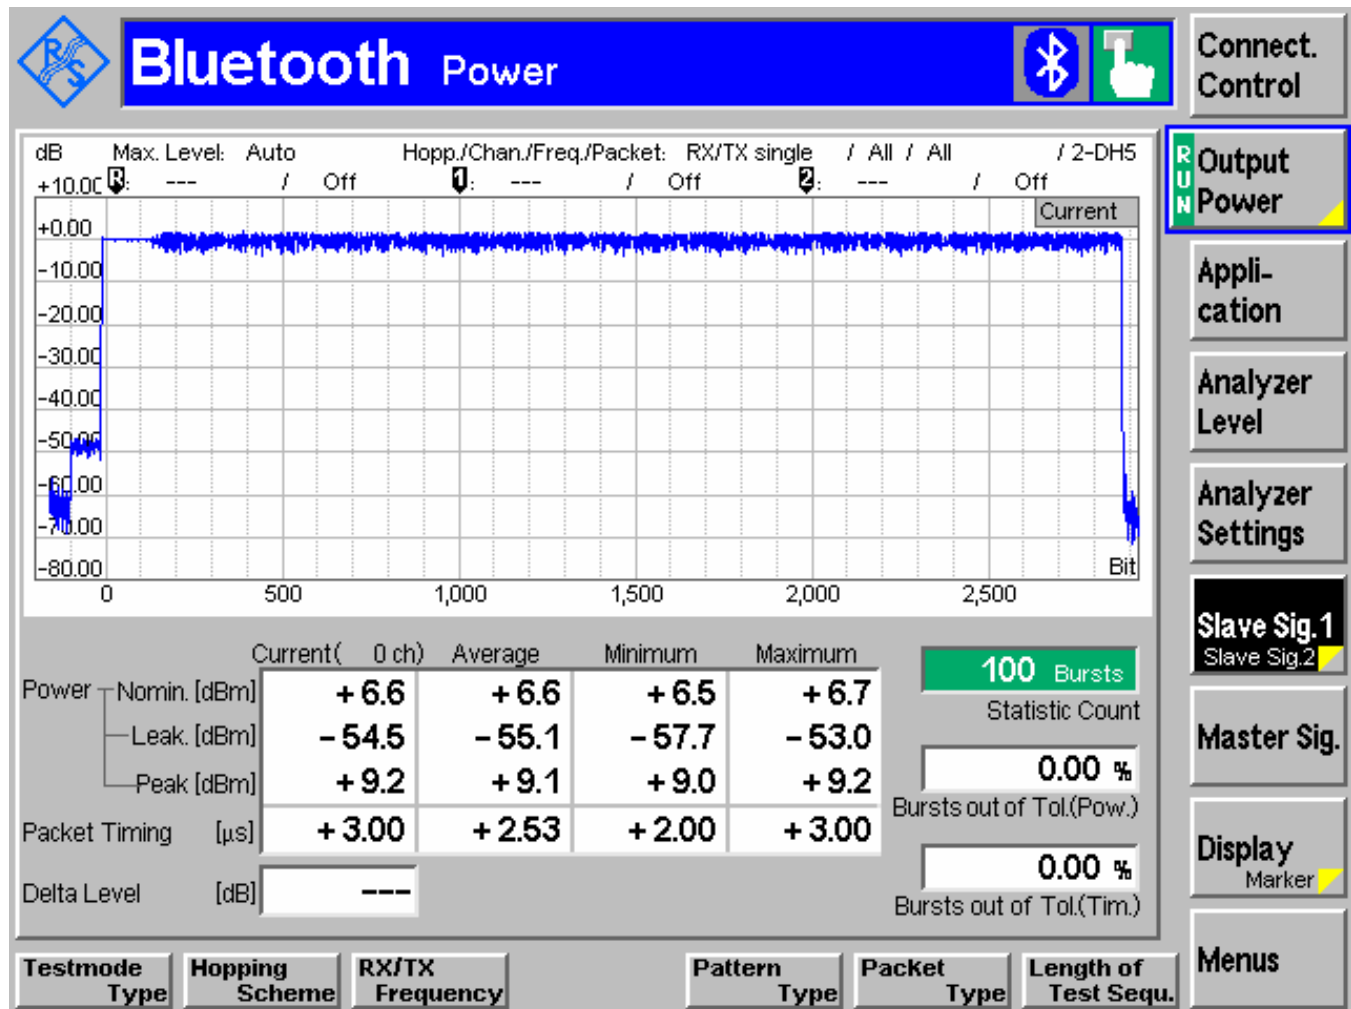 R&S
Bluetooth Power
Connect.
Control
dB Max. Level: Auto Hopp./Chan./Freq./Packet: RX/TX single / All / All / 2-DH5
+10.00 R: --- / Off 1: --- / Off 2: --- / Off
Current
+0.00
-10.00
-20.00
-30.00
-40.00
-50.00
-60.00
-70.00
-80.00
Bit
0 500 1,000 1,500 2,000 2,500
RUN
Output
Power
Appli-
cation
Analyzer
Level
Analyzer
Settings
Slave Sig.1
Slave Sig.2
Master Sig.
Display
Marker
Menus
Current( 0 ch) Average Minimum Maximum
Power Nomin. [dBm] +6.6 +6.6 +6.5 +6.7
Leak. [dBm] -54.5 -55.1 -57.7 -53.0
Peak [dBm] +9.2 +9.1 +9.0 +9.2
Packet Timing [µs] +3.00 +2.53 +2.00 +3.00
Delta Level [dB] ---
100 Bursts
Statistic Count
0.00 %
Bursts out of Tol.(Pow.)
0.00 %
Bursts out of Tol.(Tim.)
Testmode
Type
Hopping
Scheme
RX/TX
Frequency
Pattern
Type
Packet
Type
Length of
Test Sequ.